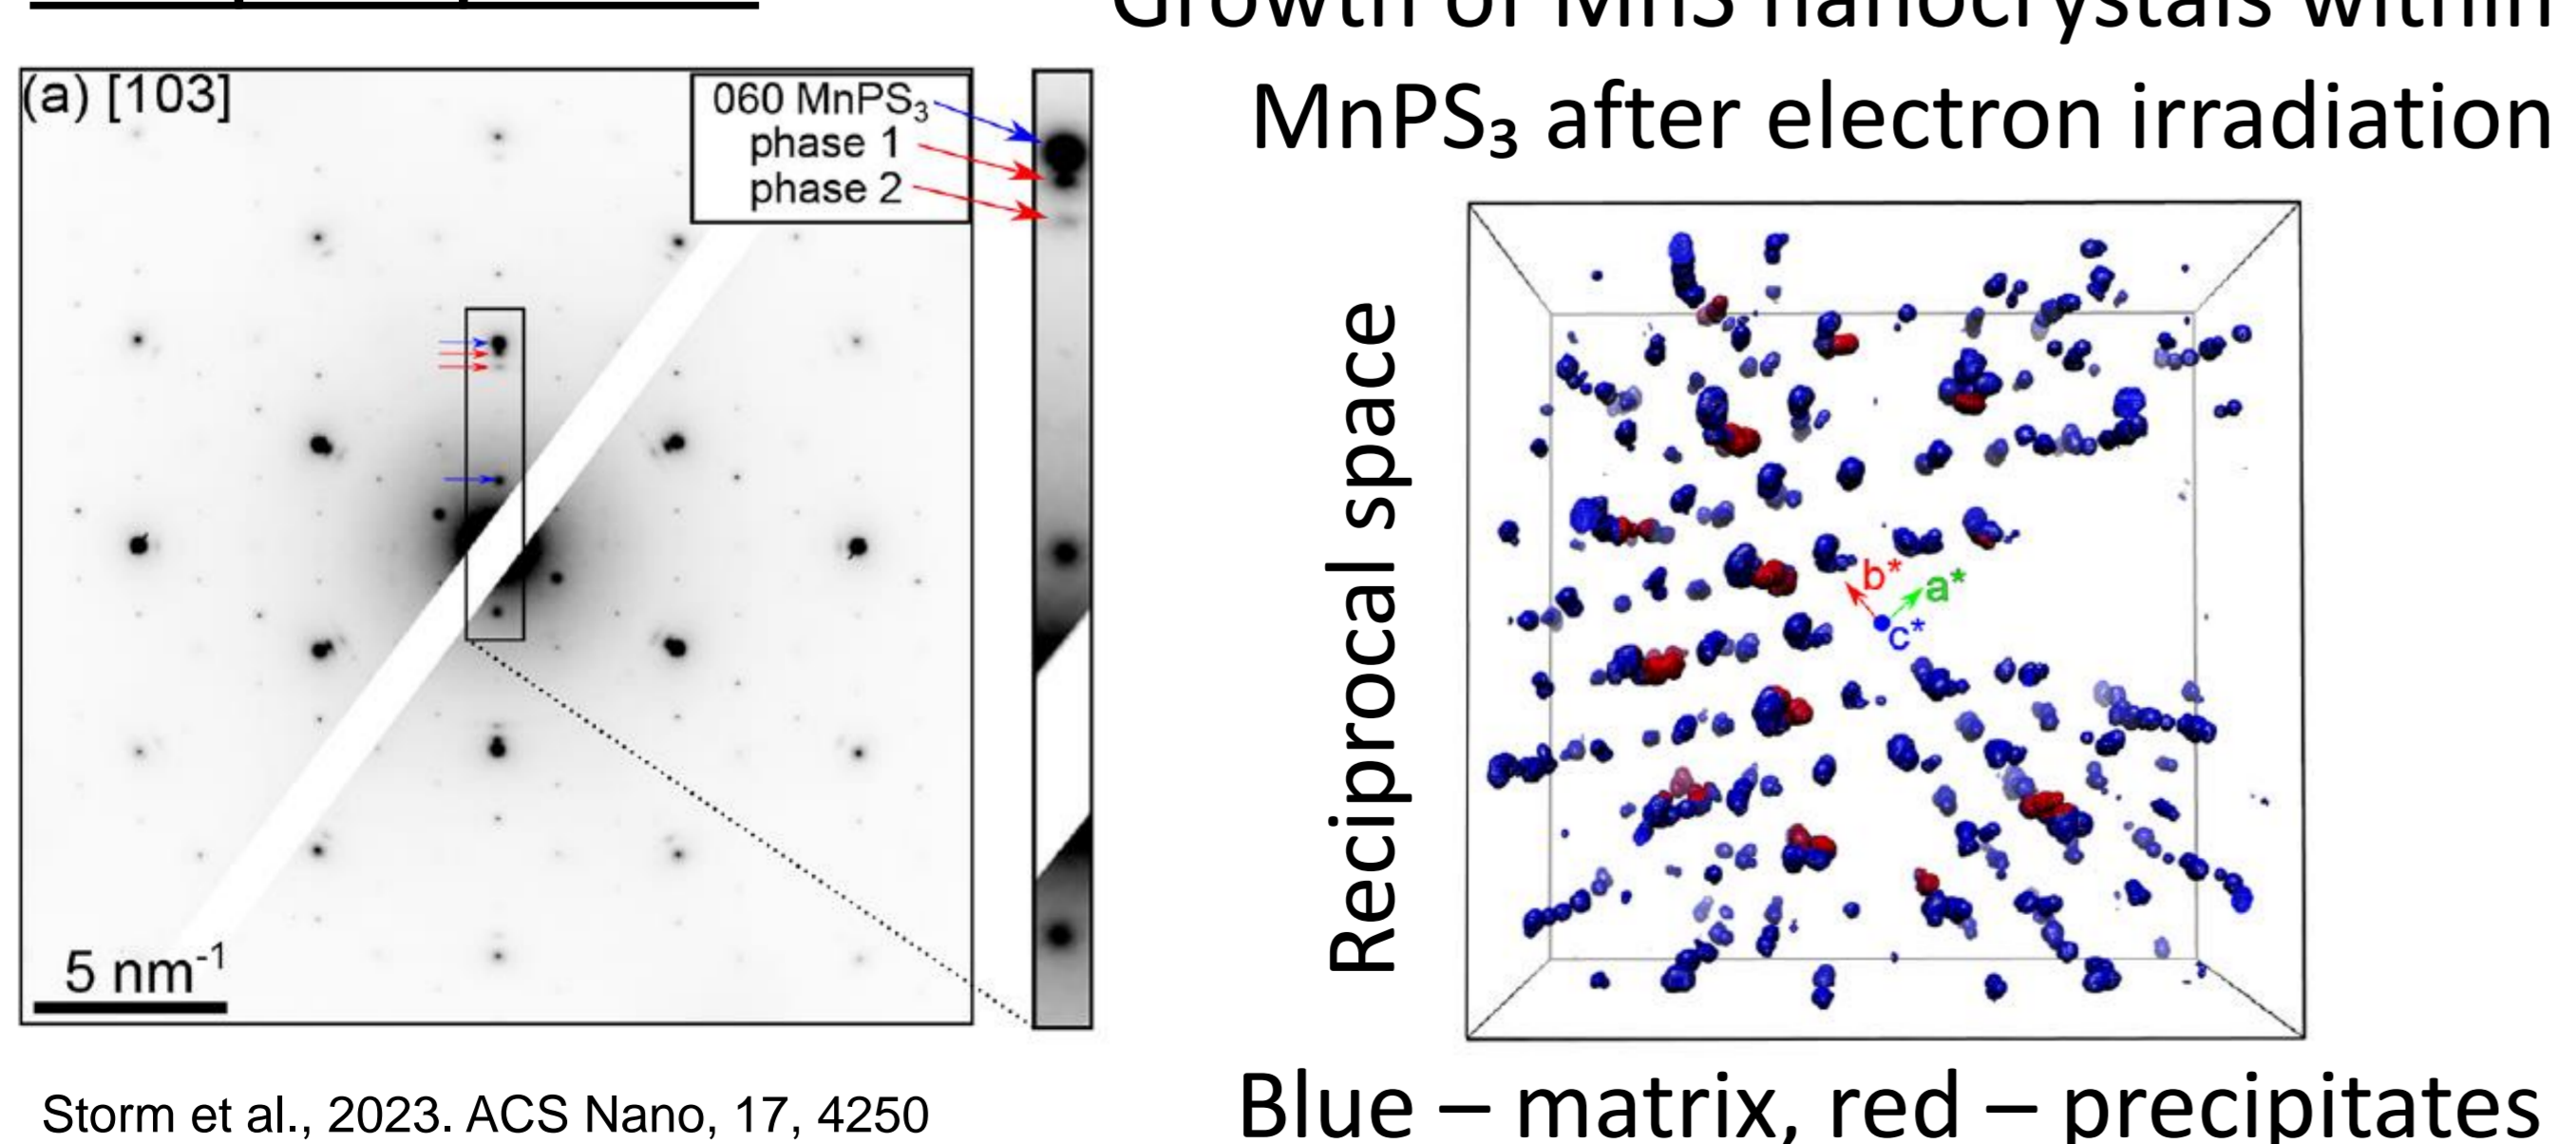 Growth of MnS nanocrystals within
MnPS₃ after electron irradiation
(a) [103]
060 MnPS₃
phase 1
phase 2
5 nm⁻¹
Reciprocal space
b*
a*
c*
Storm et al., 2023. ACS Nano, 17, 4250
Blue – matrix, red – precipitates